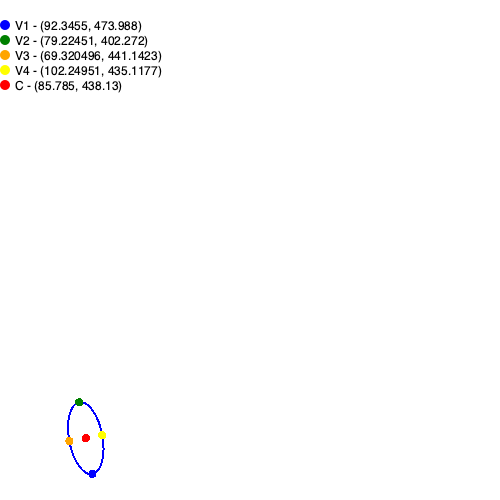 V1 - (92.3455, 473.988)
V2 - (79.22451, 402.272)
V3 - (69.320496, 441.1423)
V4 - (102.24951, 435.1177)
C - (85.785, 438.13)